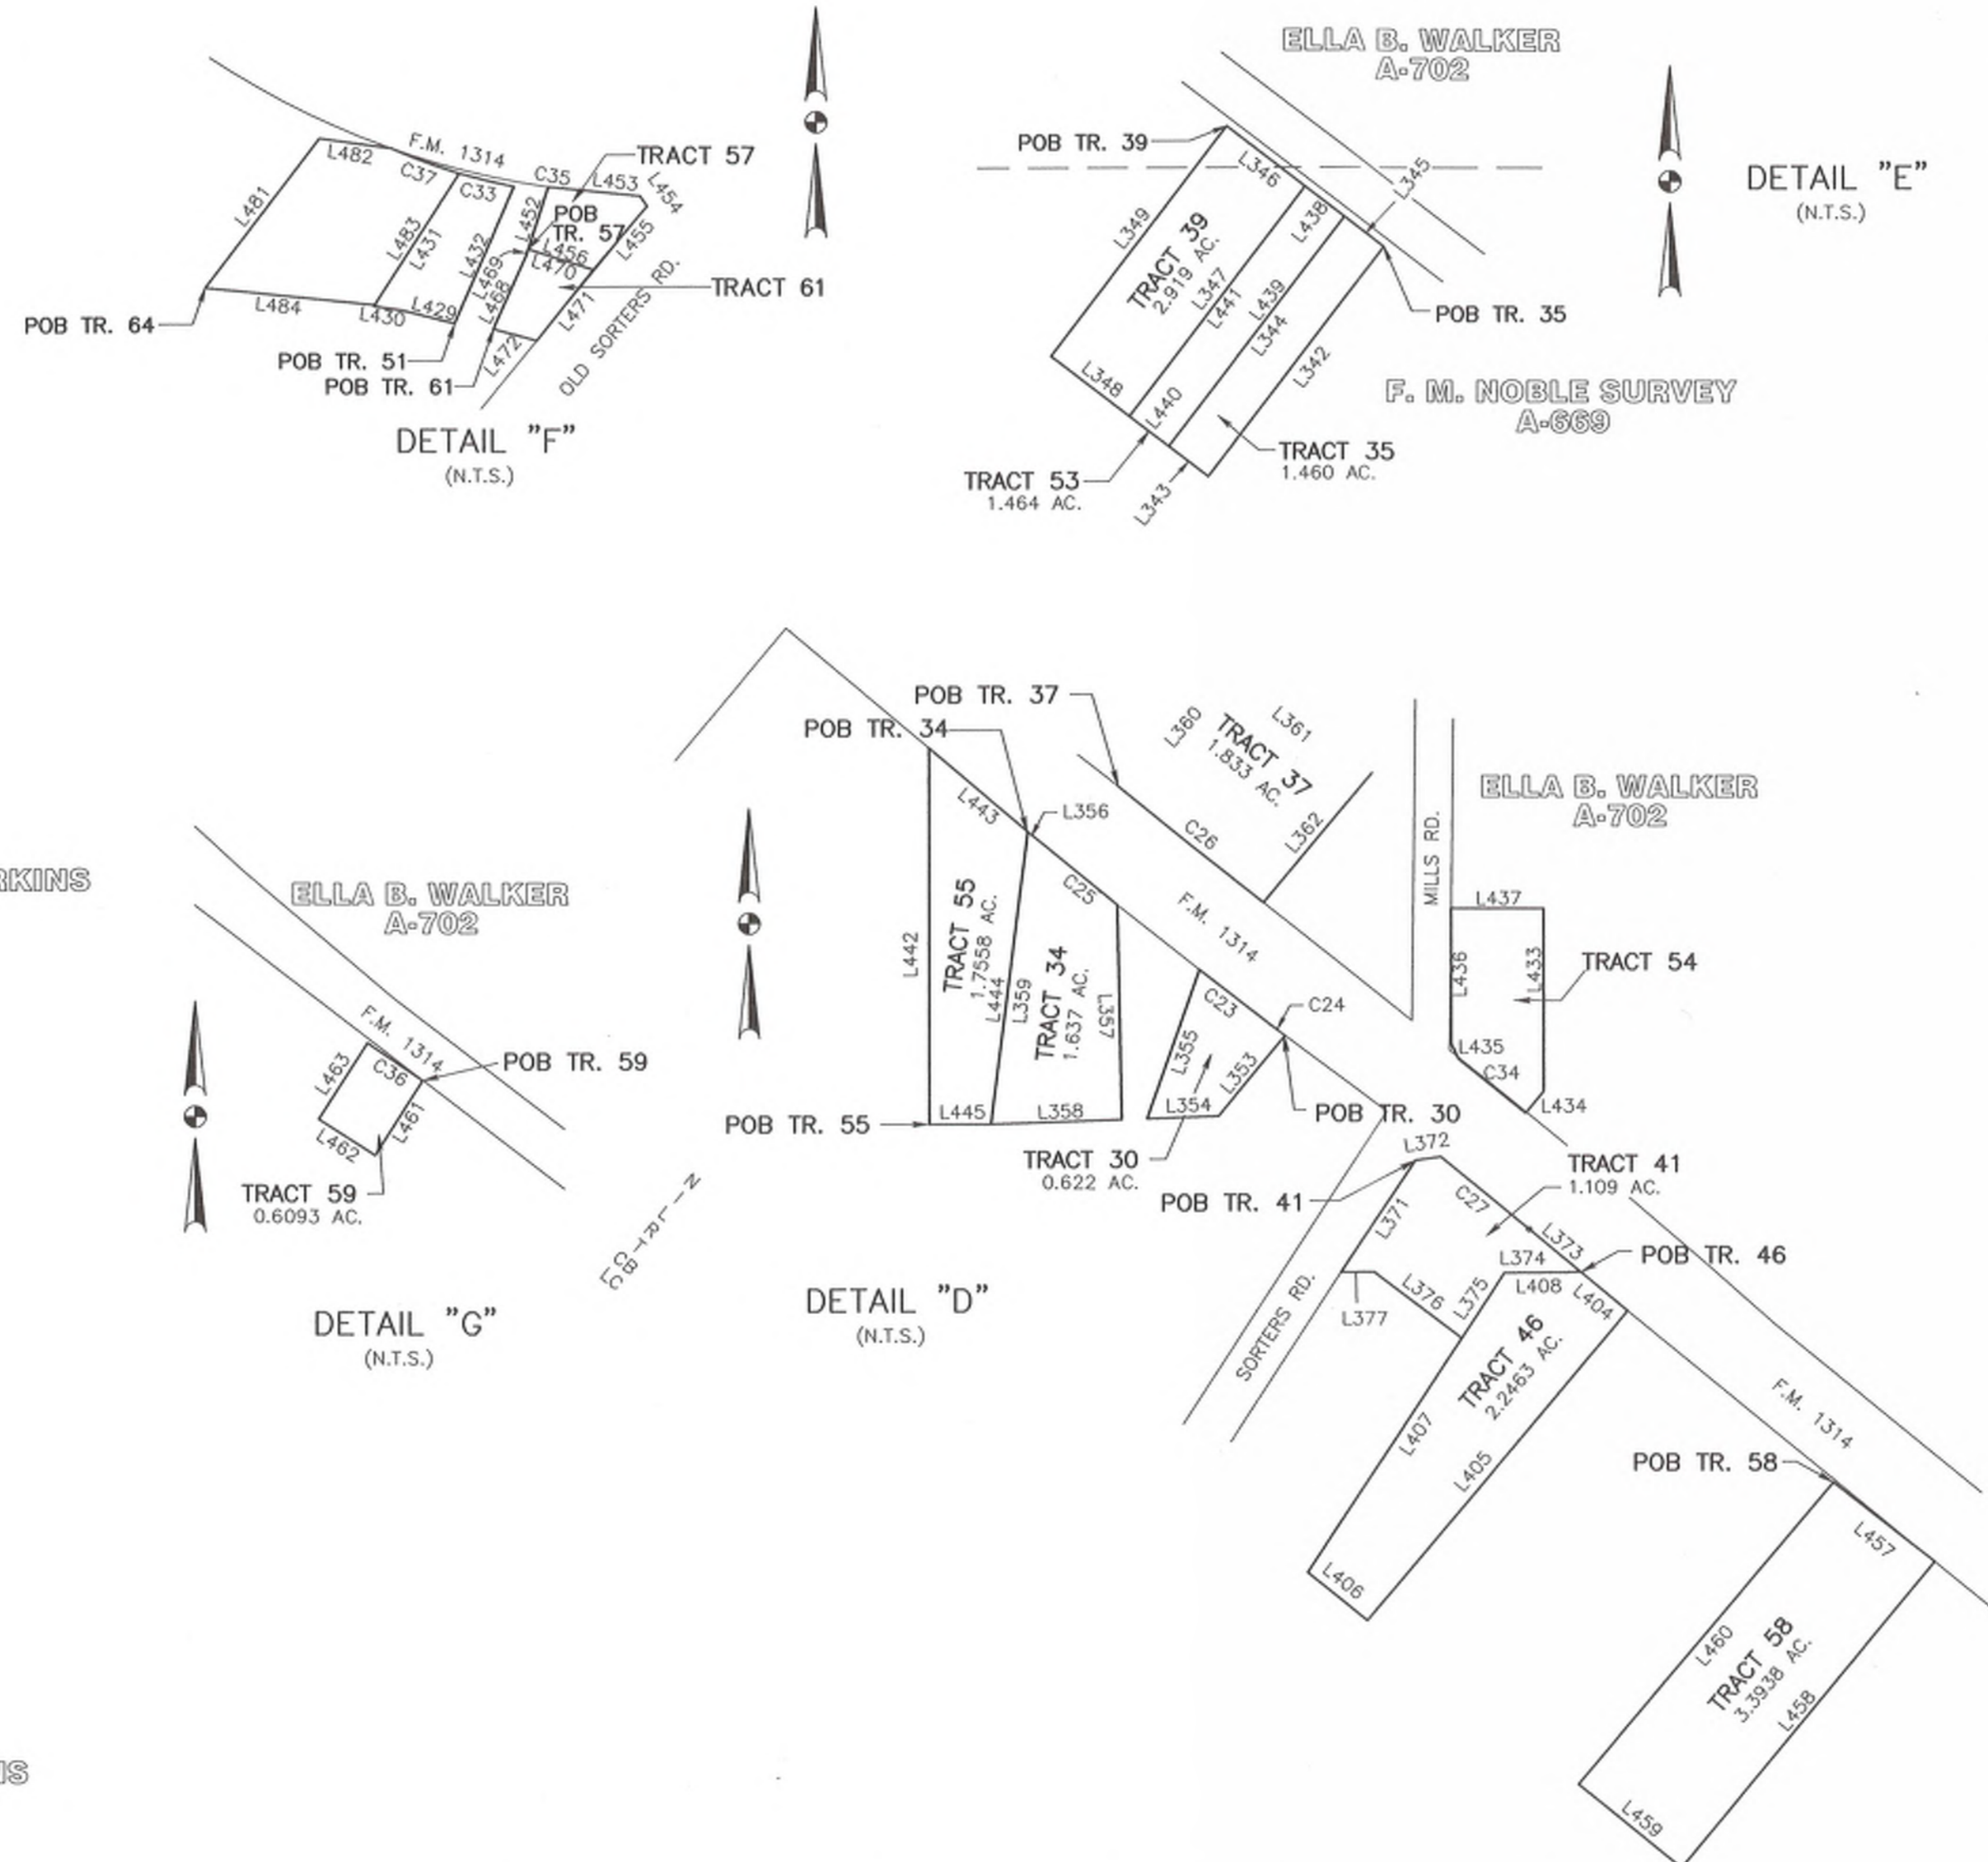 L482
F.M. 1314
C37
C33
C35
L453
L454
TRACT 57
L481
L483
L431
L432
L452
POB
TR. 57
L455
L456
L469
L470
L468
TRACT 61
L471
L472
OLD SORTERS RD.
POB TR. 64
L484
L430
L429
POB TR. 51
POB TR. 61
DETAIL "F"
(N.T.S.)
ELLA B. WALKER
A-702
POB TR. 39
L346
L345
L349
L438
TRACT 39
2.919 AC.
L347
L441
L439
L344
L342
L348
L440
POB TR. 35
F. M. NOBLE SURVEY
A-669
TRACT 35
1.460 AC.
TRACT 53
1.464 AC.
L343
DETAIL "E"
(N.T.S.)
RKINS
ELLA B. WALKER
A-702
F.M. 1314
L463
C36
L461
L462
POB TR. 59
TRACT 59
0.6093 AC.
DETAIL "G"
(N.T.S.)
POB TR. 37
POB TR. 34
L360
L361
TRACT 37
1.833 AC.
L356
L443
C26
L362
C25
F.M. 1314
MILLS RD.
ELLA B. WALKER
A-702
L437
L442
TRACT 55
1.7558 AC.
L444
L359
TRACT 34
1.637 AC.
L357
L436
L433
TRACT 54
C23
C24
L355
L353
L354
L435
C34
L434
POB TR. 55
L445
L358
POB TR. 30
TRACT 30
0.622 AC.
L372
POB TR. 41
TRACT 41
1.109 AC.
C27
L371
L373
L374
POB TR. 46
L408
L404
L376
L375
L377
SORTERS RD.
TRACT 46
2.2463 AC.
L407
L405
L406
F.M. 1314
POB TR. 58
L457
L460
TRACT 58
3.3938 AC.
L458
L459
DETAIL "D"
(N.T.S.)
IS